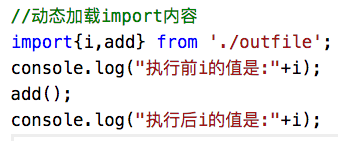 //动态加载import内容
import{i,add} from './outfile';
console.log("执行前i的值是:"+i);
add();
console.log("执行后i的值是:"+i);